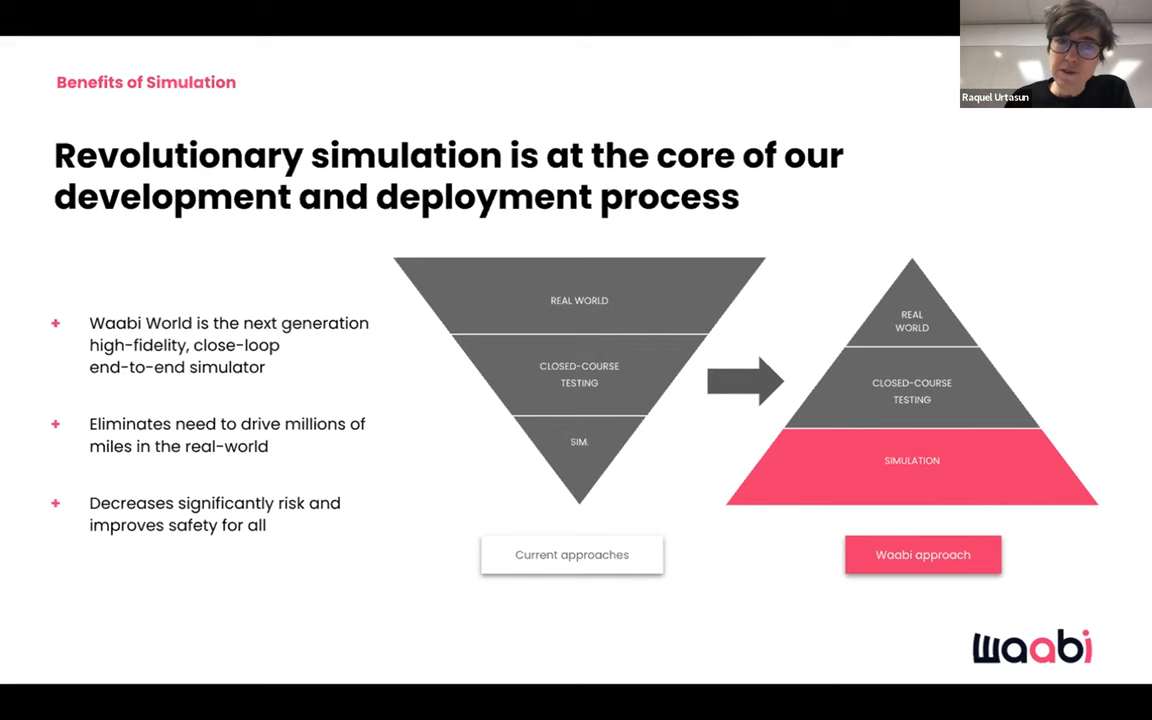 Benefits of Simulation
Raquel Urtasun
Revolutionary simulation is at the core of our
development and deployment process
+ Waabi World is the next generation
high-fidelity, close-loop
end-to-end simulator
+ Eliminates need to drive millions of
miles in the real-world
+ Decreases significantly risk and
improves safety for all
REAL WORLD
CLOSED-COURSE
TESTING
SIM.
Current approaches
REAL
WORLD
CLOSED-COURSE
TESTING
SIMULATION
Waabi approach
waabi